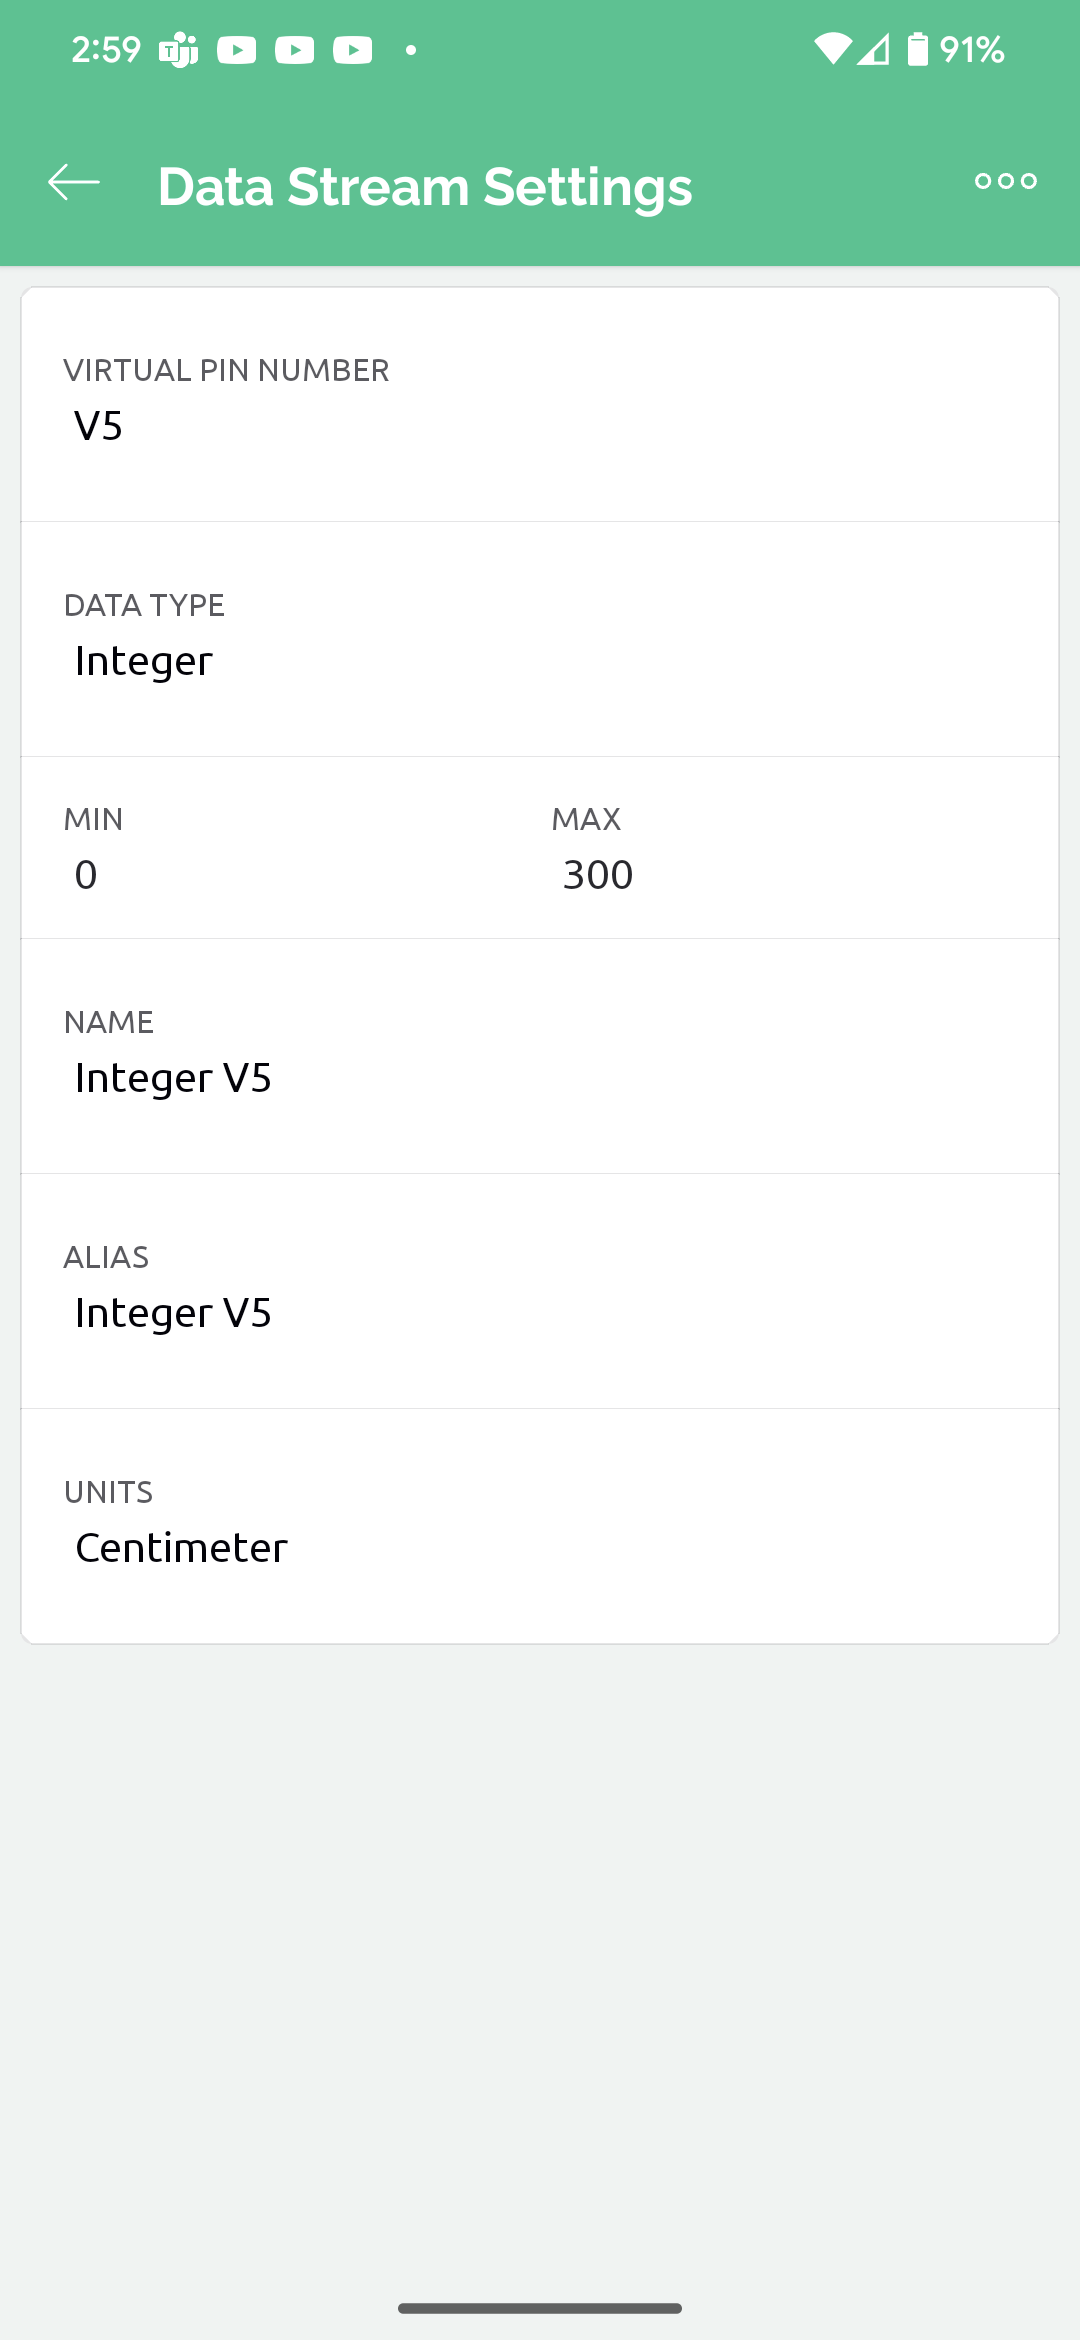 2:59 91%
Data Stream Settings
VIRTUAL PIN NUMBER
V5
DATA TYPE
Integer
MIN MAX
0 300
NAME
Integer V5
ALIAS
Integer V5
UNITS
Centimeter